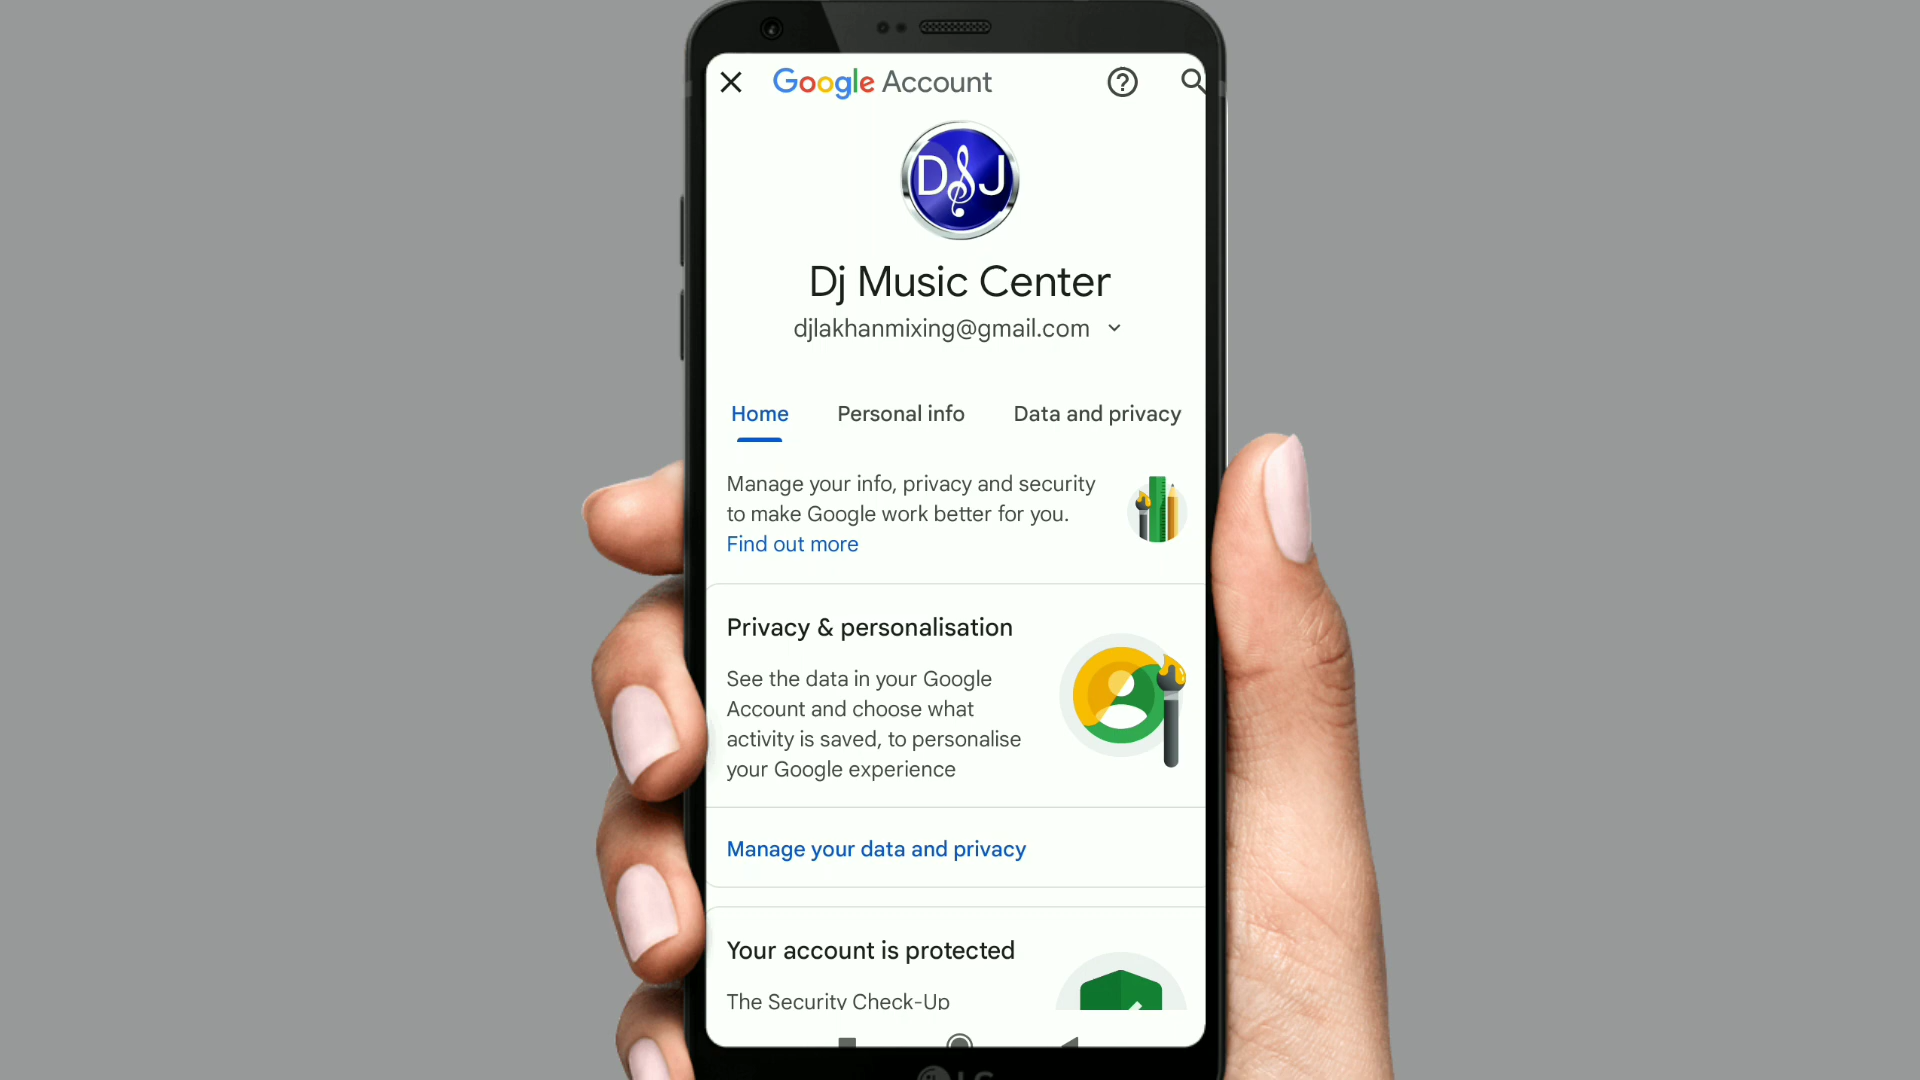 Google Account
D J
Dj Music Center
djlakhanmixing@gmail.com
Home Personal info Data and privacy
Manage your info, privacy and security
to make Google work better for you.
Find out more
Privacy & personalisation
See the data in your Google
Account and choose what
activity is saved, to personalise
your Google experience
Manage your data and privacy
Your account is protected
The Security Check-Up
LG